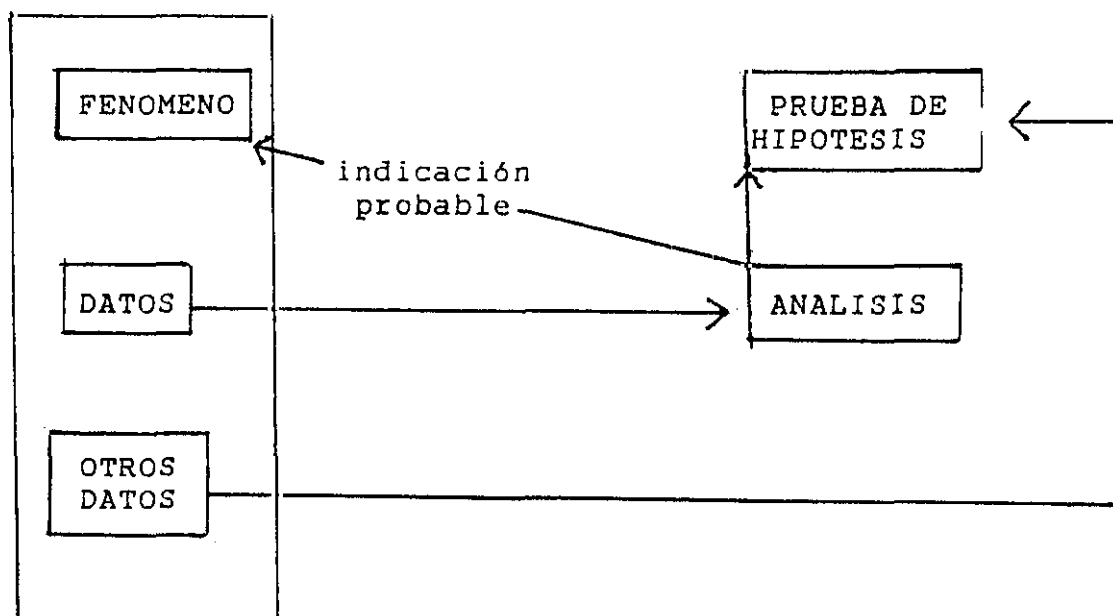 FENOMENO
PRUEBA DE
HIPOTESIS
indicación
probable
DATOS
ANALISIS
OTROS
DATOS